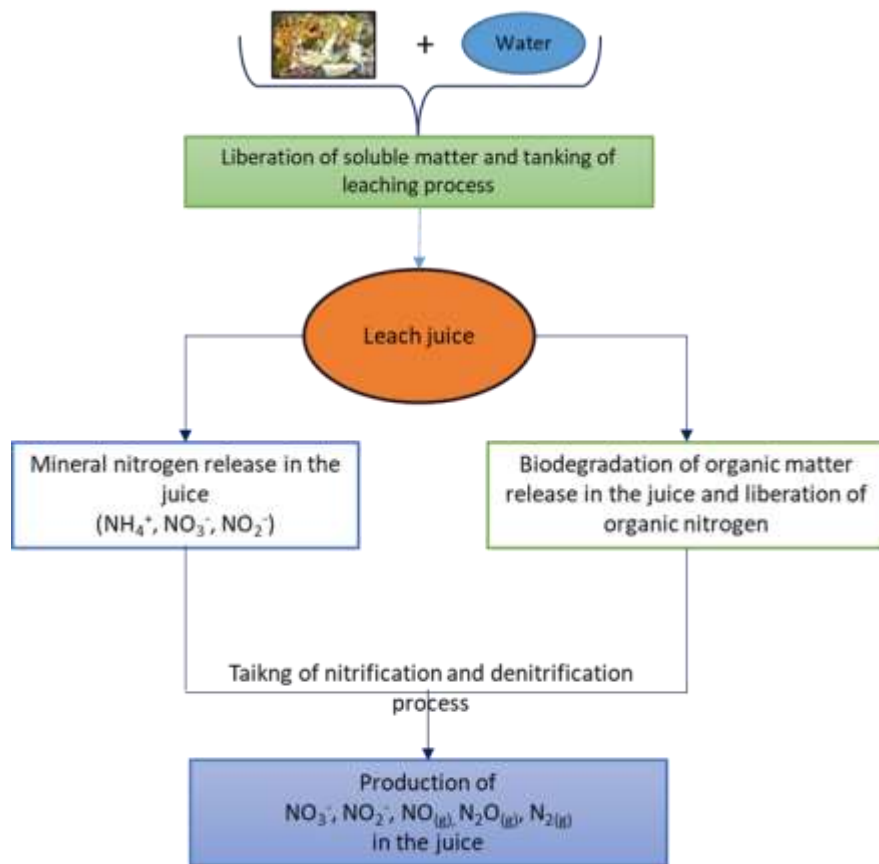 +
Water
Liberation of soluble matter and tanking of
leaching process
Leach juice
Mineral nitrogen release in the
juice
(NH₄⁺, NO₃⁻, NO₂⁻)
Biodegradation of organic matter
release in the juice and liberation of
organic nitrogen
Taikng of nitrification and denitrification
process
Production of
NO₃⁻, NO₂⁻, NO(g), N₂O(g), N₂(g)
in the juice